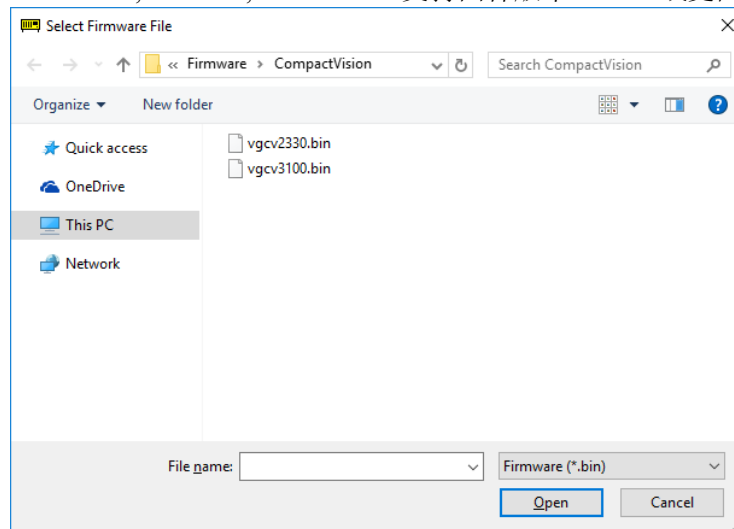 Select Firmware File
« Firmware › CompactVision
Search CompactVision
Organize
New folder
Quick access
OneDrive
This PC
Network
vgcv2330.bin
vgcv3100.bin
File name:
Firmware (*.bin)
Open
Cancel